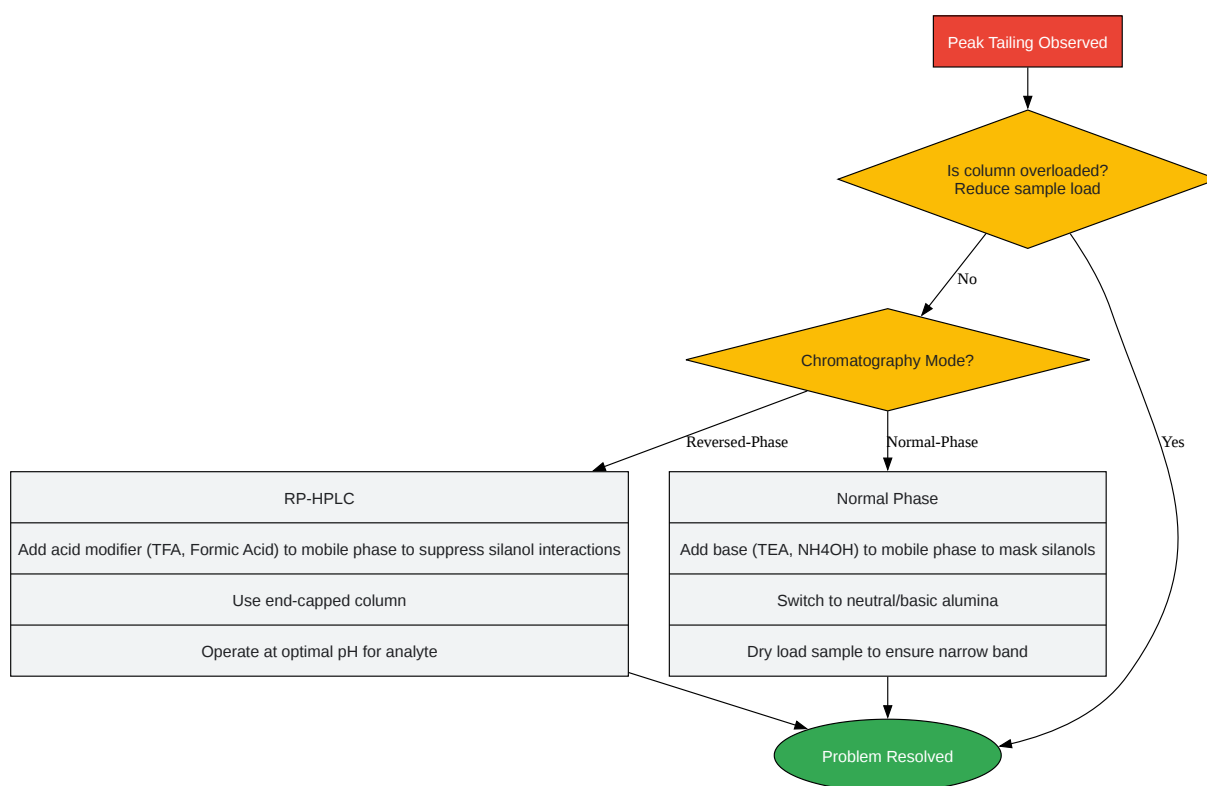 Peak Tailing Observed
Is column overloaded?
Reduce sample load
No
Chromatography Mode?
Reversed-Phase
Normal-Phase
Yes
RP-HPLC
Add acid modifier (TFA, Formic Acid) to mobile phase to suppress silanol interactions
Use end-capped column
Operate at optimal pH for analyte
Normal Phase
Add base (TEA, NH4OH) to mobile phase to mask silanols
Switch to neutral/basic alumina
Dry load sample to ensure narrow band
Problem Resolved